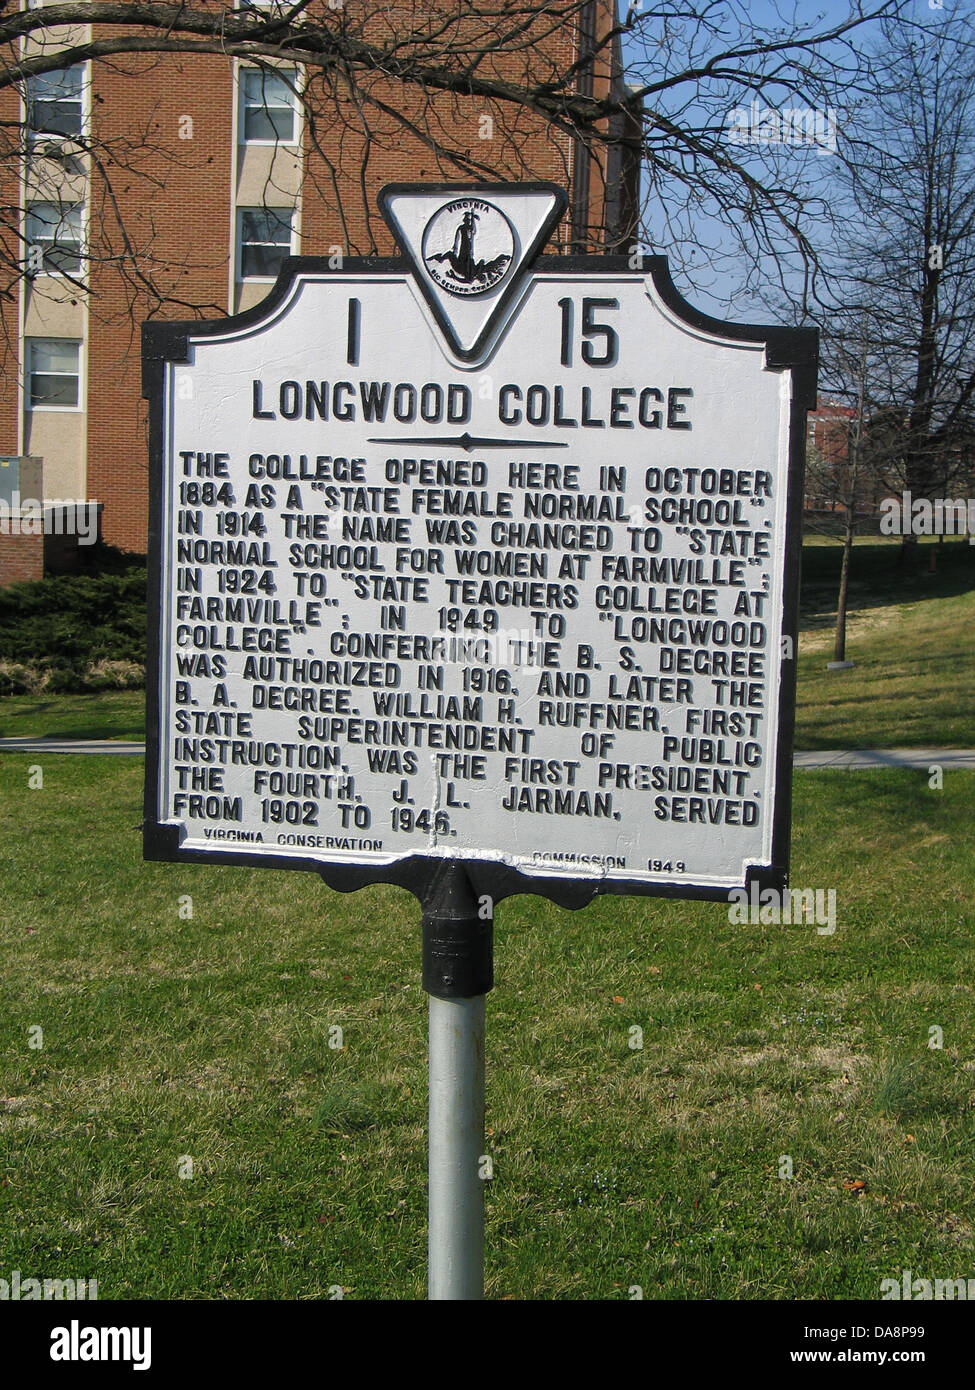 VIRGINIA
SIC SEMPER TYRANNIS
I 15
LONGWOOD COLLEGE
THE COLLEGE OPENED HERE IN OCTOBER
1884 AS A "STATE FEMALE NORMAL SCHOOL".
IN 1914 THE NAME WAS CHANGED TO "STATE
NORMAL SCHOOL FOR WOMEN AT FARMVILLE";
IN 1924 TO "STATE TEACHERS COLLEGE AT
FARMVILLE"; IN 1949 TO "LONGWOOD
COLLEGE". CONFERRING THE B. S. DEGREE
WAS AUTHORIZED IN 1916, AND LATER THE
B. A. DEGREE. WILLIAM H. RUFFNER, FIRST
STATE SUPERINTENDENT OF PUBLIC
INSTRUCTION, WAS THE FIRST PRESIDENT.
THE FOURTH, J. L. JARMAN, SERVED
FROM 1902 TO 1946.
VIRGINIA CONSERVATION COMMISSION 1949
alamy
a
alamy stock photo
DA8P99
www.alamy.com